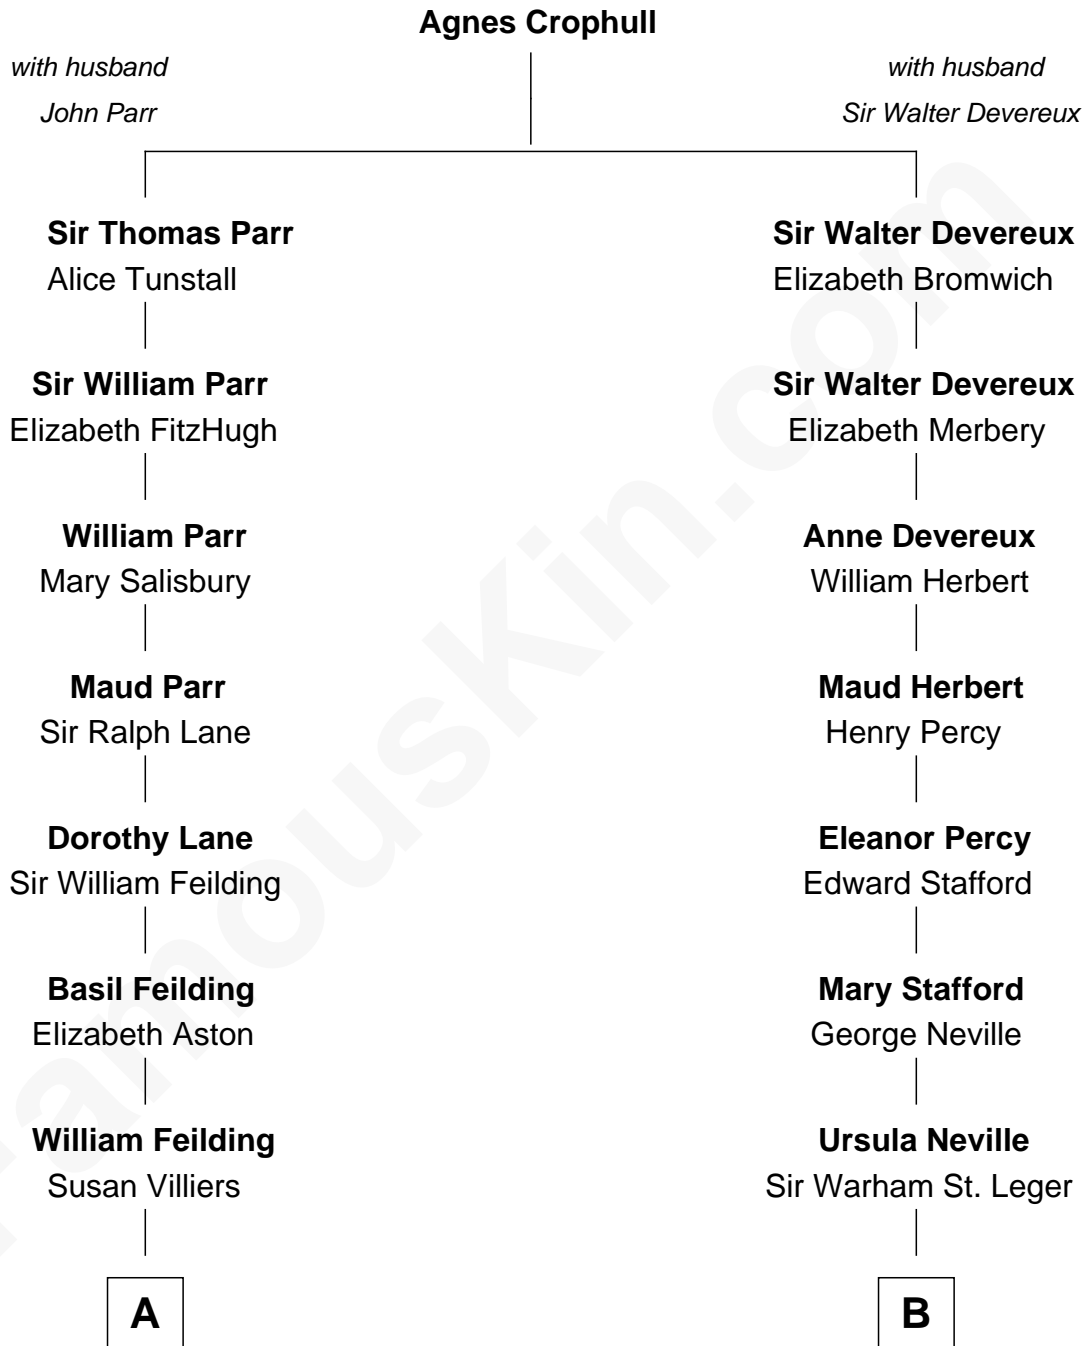 Agnes Crophull
with husband
John Parr
with husband
Sir Walter Devereux
Sir Thomas Parr
Alice Tunstall
Sir Walter Devereux
Elizabeth Bromwich
Sir William Parr
Elizabeth FitzHugh
Sir Walter Devereux
Elizabeth Merbery
William Parr
Mary Salisbury
Anne Devereux
William Herbert
Maud Parr
Sir Ralph Lane
Maud Herbert
Henry Percy
Dorothy Lane
Sir William Feilding
Eleanor Percy
Edward Stafford
Basil Feilding
Elizabeth Aston
Mary Stafford
George Neville
William Feilding
Susan Villiers
Ursula Neville
Sir Warham St. Leger
A
B
FamousKin.com